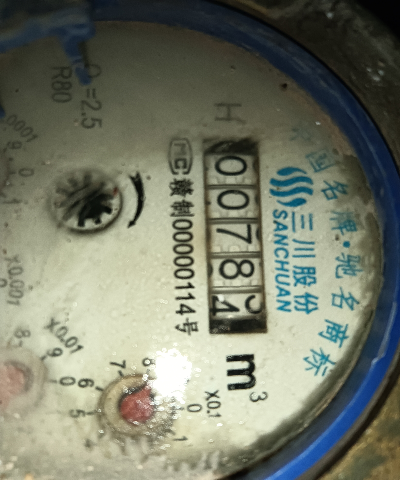 中国名牌·驰名商标
三川股份
SANCHUAN
H
00784
m³
MC 赣制00000114号
Q =2.5
R80
X0.1
X0.01
X0.001